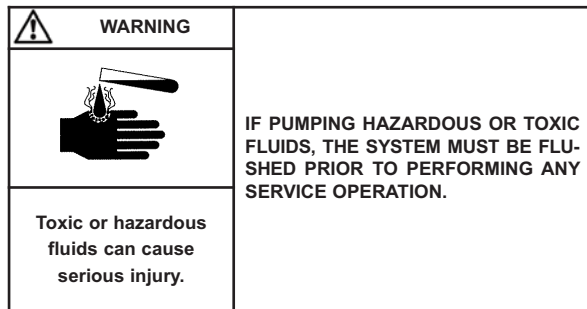 WARNING
Toxic or hazardous
fluids can cause
serious injury.
IF PUMPING HAZARDOUS OR TOXIC
FLUIDS, THE SYSTEM MUST BE FLU-
SHED PRIOR TO PERFORMING ANY
SERVICE OPERATION.